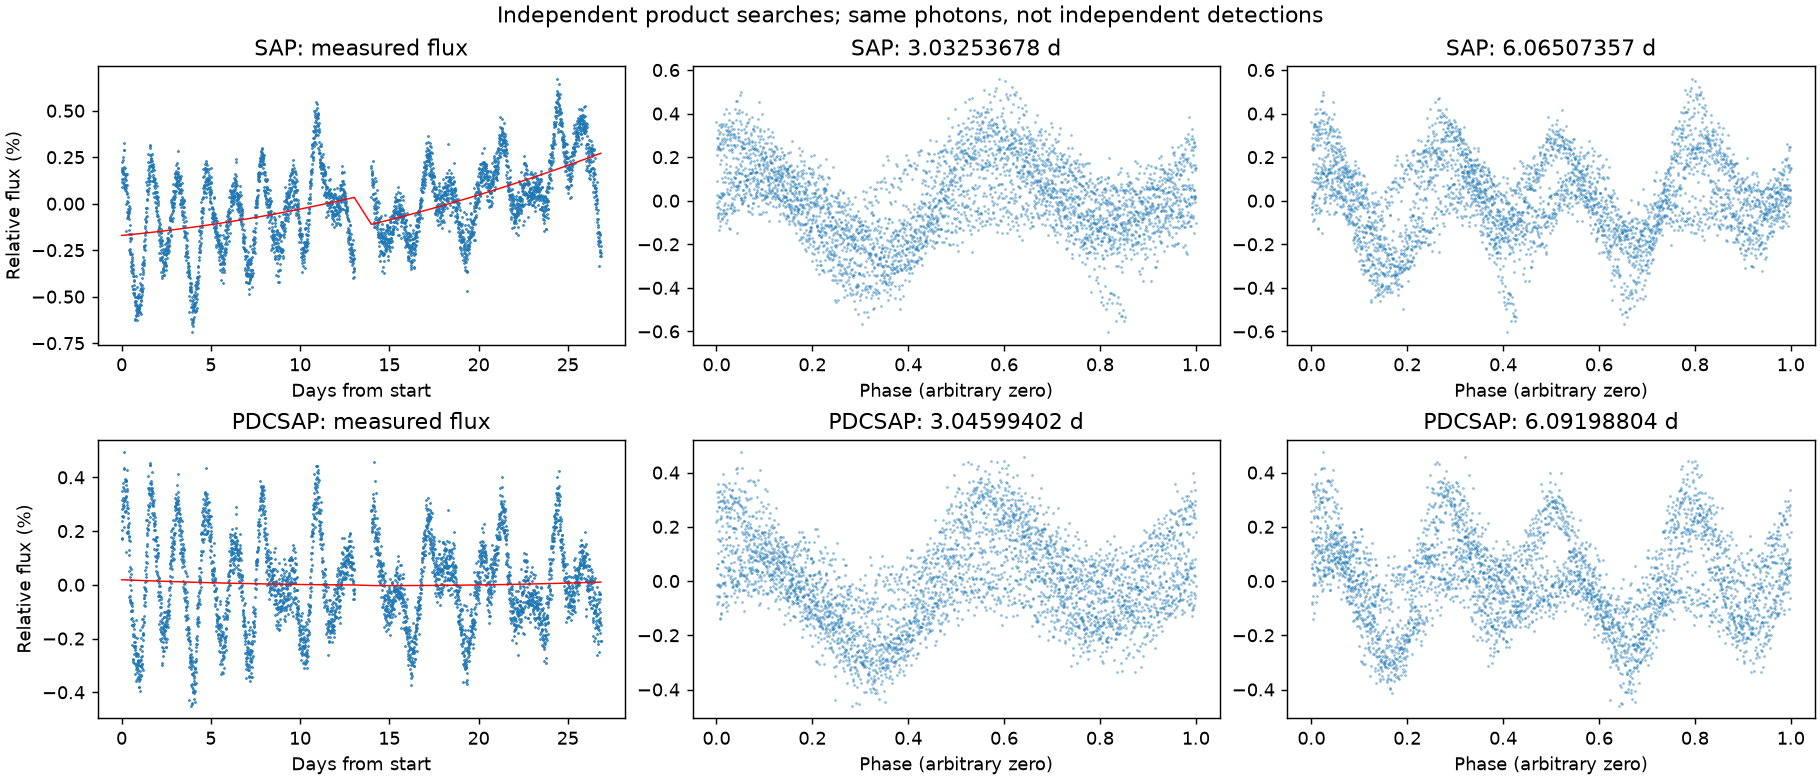 Independent product searches; same photons, not independent detections
SAP: measured flux
SAP: 3.03253678 d
SAP: 6.06507357 d
Relative flux (%)
0.50
0.25
0.00
−0.25
−0.50
−0.75
0 5 10 15 20 25
Days from start
0.6
0.4
0.2
0.0
−0.2
−0.4
−0.6
0.0 0.2 0.4 0.6 0.8 1.0
Phase (arbitrary zero)
0.6
0.4
0.2
0.0
−0.2
−0.4
−0.6
0.0 0.2 0.4 0.6 0.8 1.0
Phase (arbitrary zero)
PDCSAP: measured flux
PDCSAP: 3.04599402 d
PDCSAP: 6.09198804 d
Relative flux (%)
0.4
0.2
0.0
−0.2
−0.4
0 5 10 15 20 25
Days from start
0.4
0.2
0.0
−0.2
−0.4
0.0 0.2 0.4 0.6 0.8 1.0
Phase (arbitrary zero)
0.4
0.2
0.0
−0.2
−0.4
0.0 0.2 0.4 0.6 0.8 1.0
Phase (arbitrary zero)